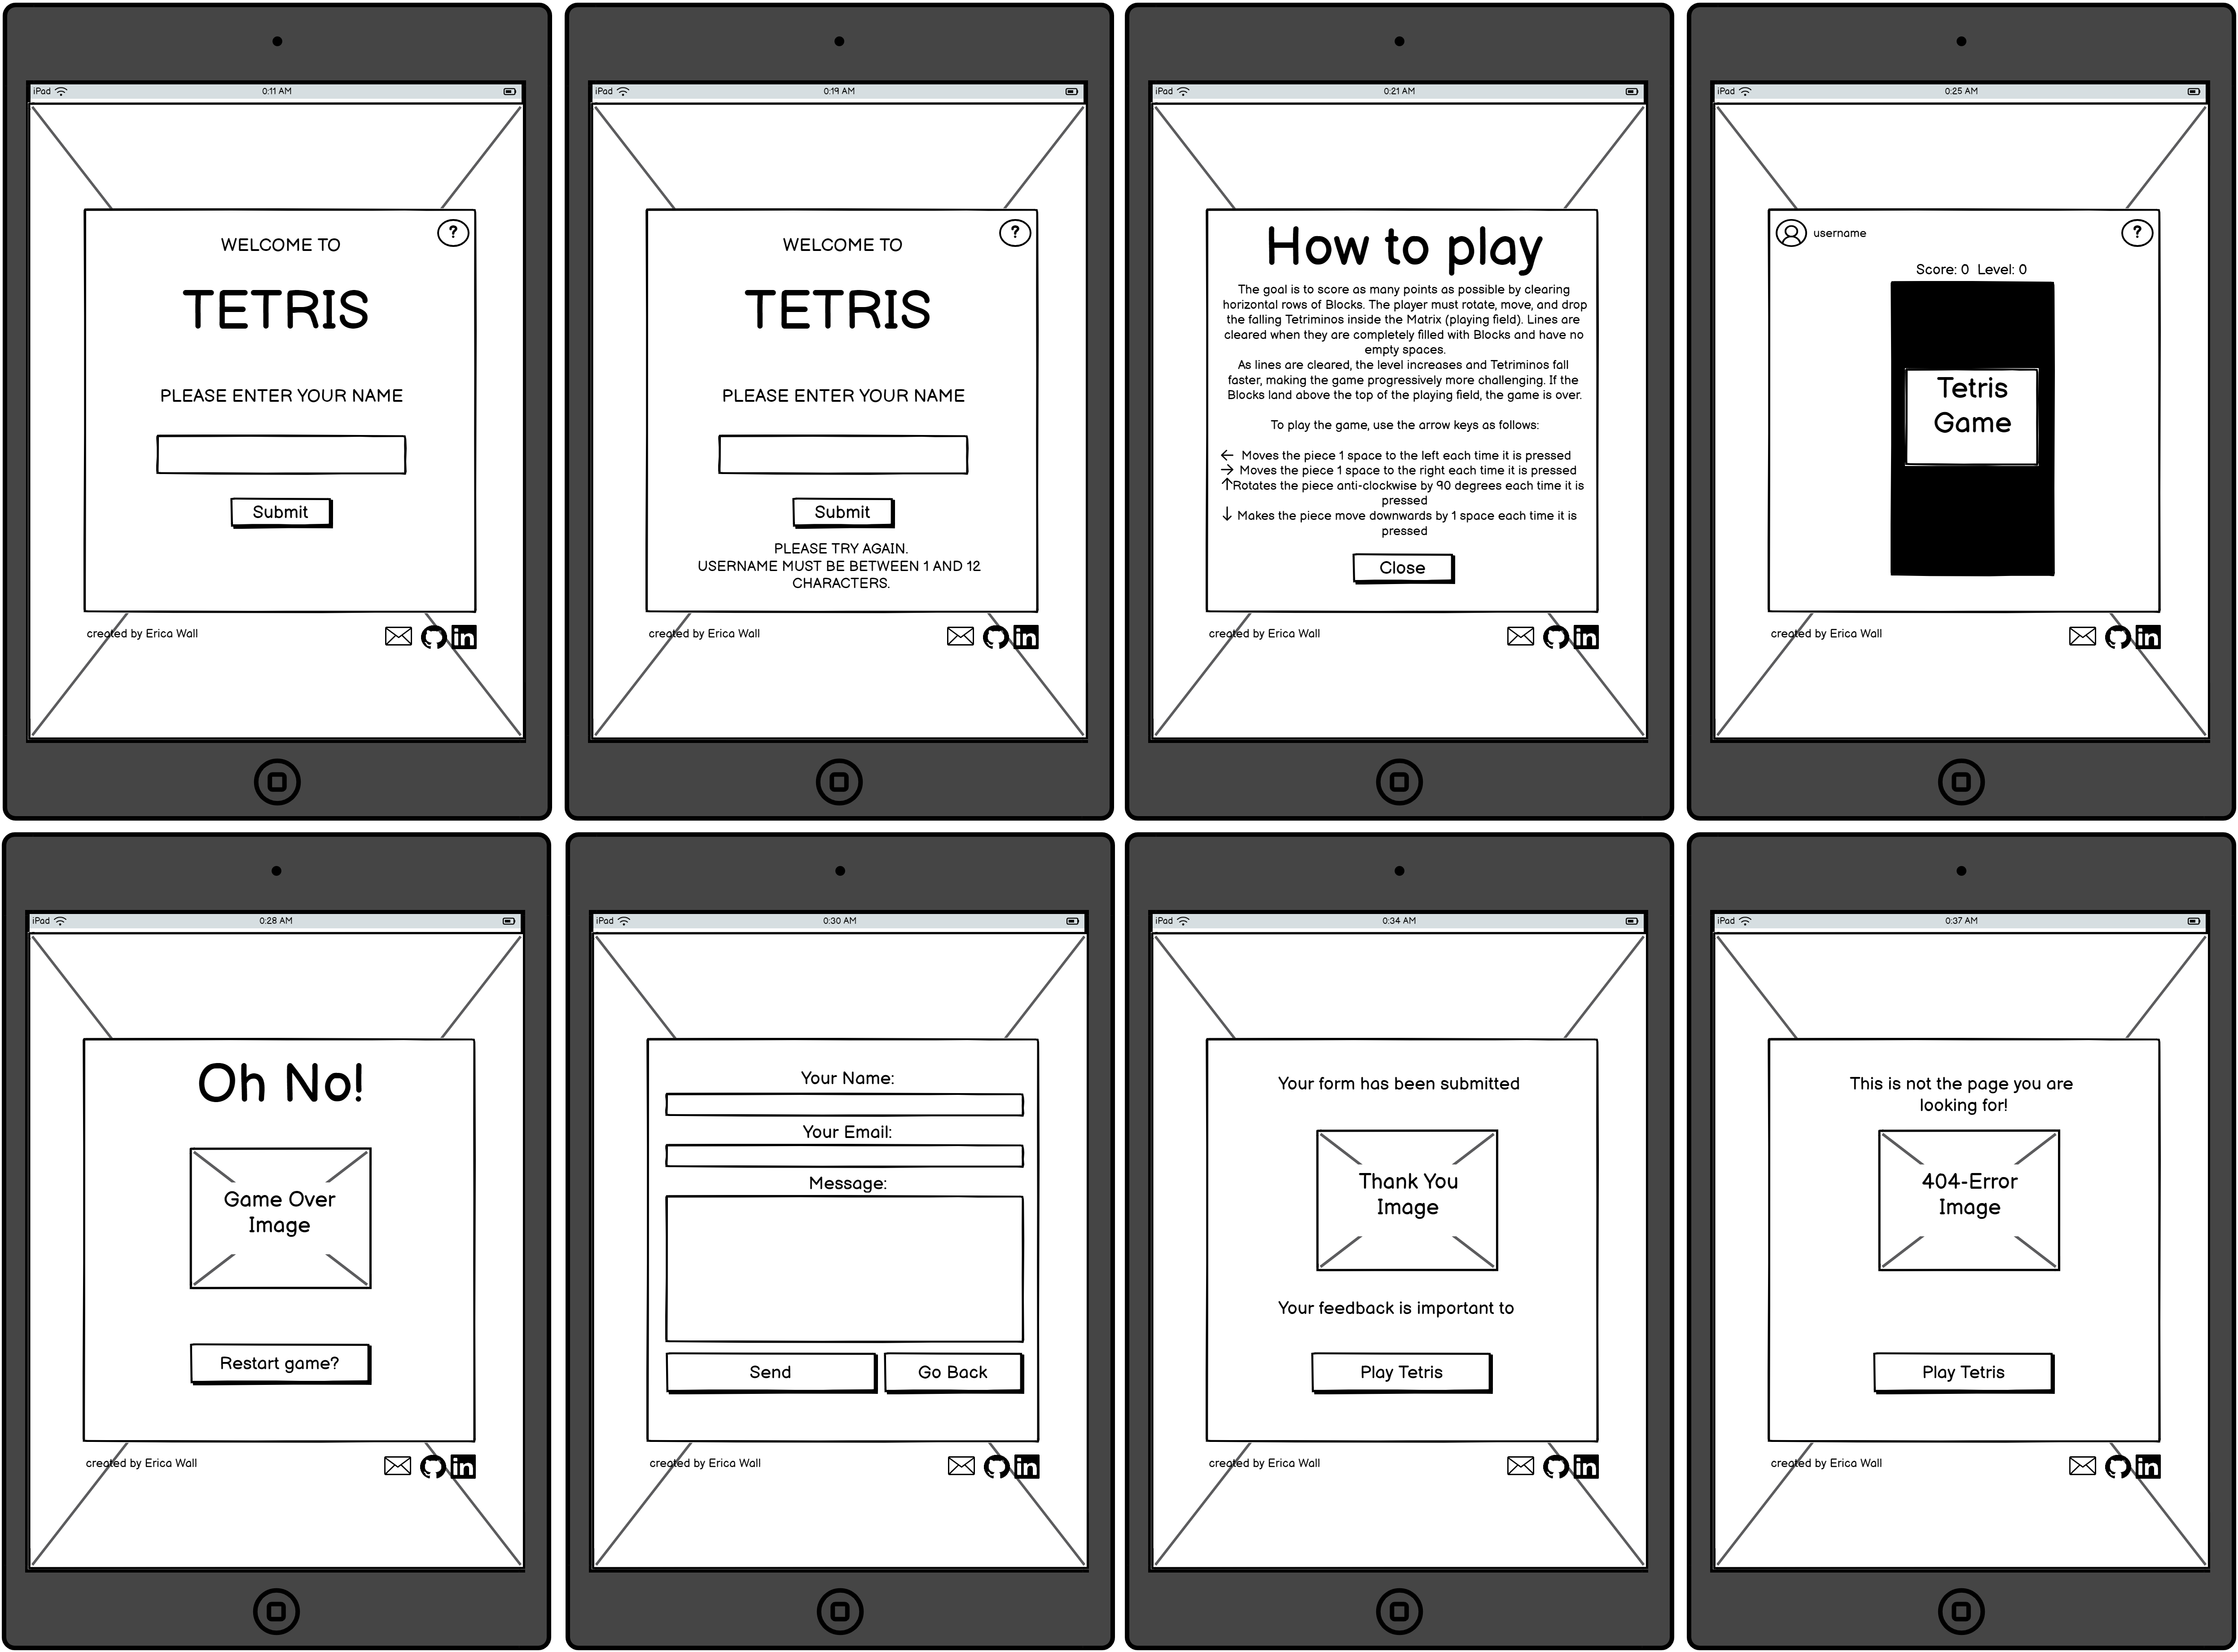 iPad 0:11 AM
WELCOME TO
?
TETRIS
PLEASE ENTER YOUR NAME
Submit
created by Erica Wall
in
iPad 0:19 AM
WELCOME TO
?
TETRIS
PLEASE ENTER YOUR NAME
Submit
PLEASE TRY AGAIN.
USERNAME MUST BE BETWEEN 1 AND 12
CHARACTERS.
created by Erica Wall
in
iPad 0:21 AM
How to play
The goal is to score as many points as possible by clearing
horizontal rows of Blocks. The player must rotate, move, and drop
the falling Tetriminos inside the Matrix (playing field). Lines are
cleared when they are completely filled with Blocks and have no
empty spaces.
As lines are cleared, the level increases and Tetriminos fall
faster, making the game progressively more challenging. If the
Blocks land above the top of the playing field, the game is over.
To play the game, use the arrow keys as follows:
← Moves the piece 1 space to the left each time it is pressed
→ Moves the piece 1 space to the right each time it is pressed
↑Rotates the piece anti-clockwise by 90 degrees each time it is
pressed
↓ Makes the piece move downwards by 1 space each time it is
pressed
Close
created by Erica Wall
in
iPad 0:25 AM
username
?
Score: 0 Level: 0
Tetris
Game
created by Erica Wall
in
iPad 0:28 AM
Oh No!
Game Over
Image
Restart game?
created by Erica Wall
in
iPad 0:30 AM
Your Name:
Your Email:
Message:
Send
Go Back
created by Erica Wall
in
iPad 0:34 AM
Your form has been submitted
Thank You
Image
Your feedback is important to
Play Tetris
created by Erica Wall
in
iPad 0:37 AM
This is not the page you are
looking for!
404-Error
Image
Play Tetris
created by Erica Wall
in